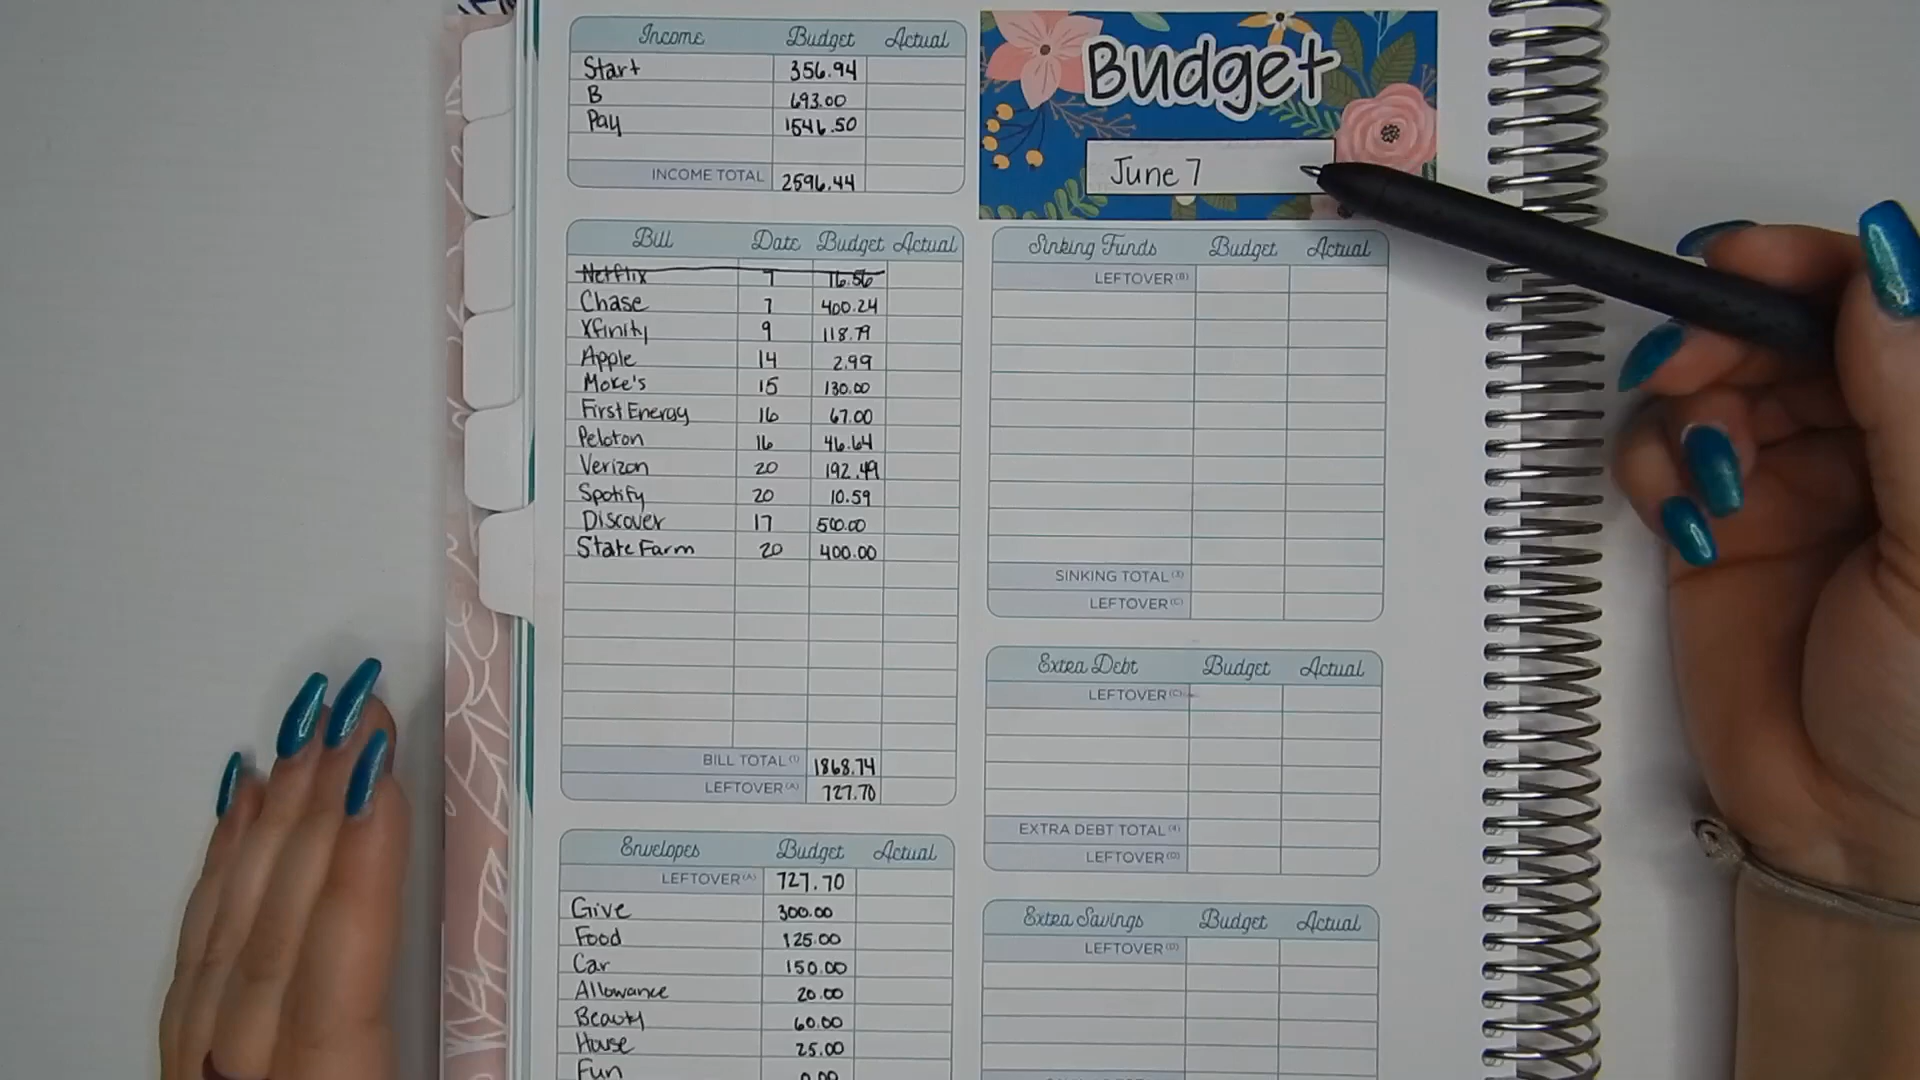 Income Budget Actual
Start 356.94
B 693.00
Pay 1546.50
INCOME TOTAL 2596.44
Budget
June 7
Bill Date Budget Actual
Netflix 7 16.56
Chase 7 400.24
Xfinity 9 118.79
Apple 14 2.99
Moke's 15 130.00
First Energy 16 67.00
Peloton 16 46.64
Verizon 20 192.49
Spotify 20 10.59
Discover 17 500.00
State Farm 20 400.00
BILL TOTAL (1) 1868.74
LEFTOVER (A) 727.70
Envelopes Budget Actual
LEFTOVER (A) 727.70
Give 300.00
Food 125.00
Car 150.00
Allowance 20.00
Beauty 60.00
House 25.00
Fun 0.00
Sinking Funds Budget Actual
LEFTOVER (B)
SINKING TOTAL (3)
LEFTOVER (C)
Extra Debt Budget Actual
LEFTOVER (C)
EXTRA DEBT TOTAL (4)
LEFTOVER (D)
Extra Savings Budget Actual
LEFTOVER (D)